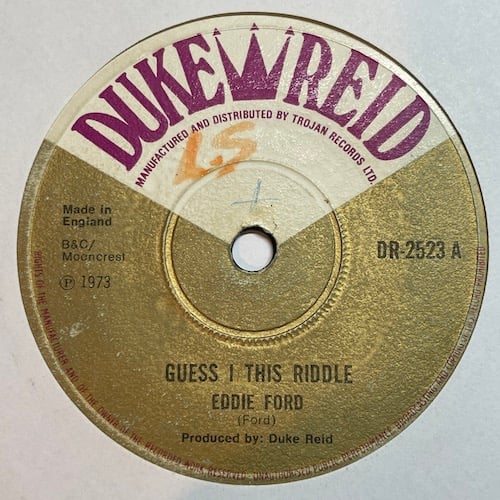 DUKE REID
MANUFACTURED AND DISTRIBUTED BY TROJAN RECORDS LTD.
L.S
Made in
England
B&C/
Mooncrest
℗ 1973
DR-2523 A
GUESS I THIS RIDDLE
EDDIE FORD
(Ford)
Produced by: Duke Reid